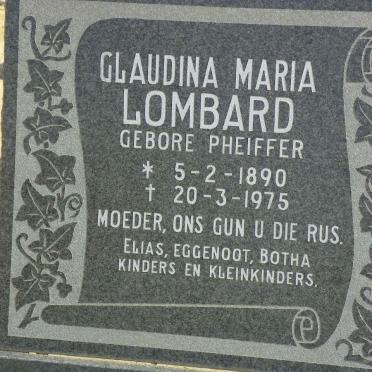 GLAUDINA MARIA
LOMBARD
GEBORE PHEIFFER
* 5-2-1890
† 20-3-1975
MOEDER, ONS GUN U DIE RUS.
ELIAS, EGGENOOT, BOTHA
KINDERS EN KLEINKINDERS.